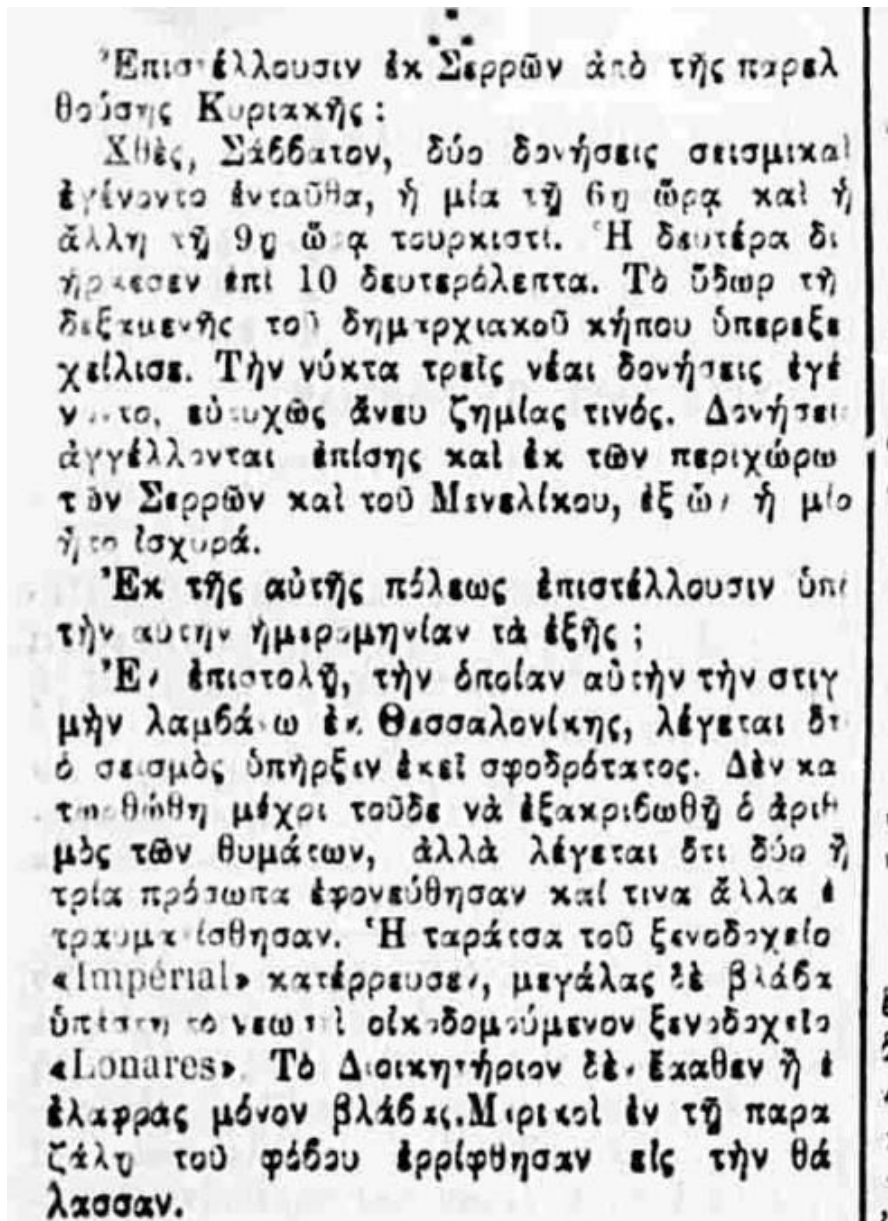 Ἐπιστέλλουσιν ἐκ Σερρῶν ἀπὸ τῆς παρελ
θούσης Κυριακῆς :
Χθὲς, Σάββατον, δύο δονήσεις σεισμικαὶ
ἐγίνοντο ἐνταῦθα, ἡ μία τῇ 6ῃ ὥρᾳ καὶ ἡ
ἄλλη τῇ 9ῃ ὥρᾳ τουρκιστί. Ἡ δευτέρα δι
ήρκεσεν ἐπὶ 10 δευτερόλεπτα. Τὸ ὕδωρ τῆ
δεξαμενῆς τοῦ δημαρχιακοῦ κήπου ὑπερεξε
χείλισε. Τὴν νύκτα τρεῖς νέαι δονήσεις ἐγέ
νοντο, εὐτυχῶς ἄνευ ζημίας τινός. Δονήσει
ἀγγέλλονται ἐπίσης καὶ ἐκ τῶν περιχώρω
τῶν Σερρῶν καὶ τοῦ Μενελίκου, ἐξ ὧν ἡ μία
ἦτο ἰσχυρά.
Ἐκ τῆς αὐτῆς πόλεως ἐπιστέλλουσιν ὑπὸ
τὴν αὐτὴν ἡμερομηνίαν τὰ ἑξῆς ;
Ἐν ἐπιστολῇ, τὴν ὁποίαν αὐτὴν τὴν στιγ
μὴν λαμβάνω ἐκ Θεσσαλονίκης, λέγεται ὅτι
ὁ σεισμὸς ὑπῆρξεν ἐκεῖ σφοδρότατος. Δὲν κα
τωρθώθη μέχρι τοῦδε νὰ ἐξακριβωθῇ ὁ ἀριθ
μὸς τῶν θυμάτων, ἀλλὰ λέγεται ὅτι δύο ἢ
τρία πρόσωπα ἐφονεύθησαν καί τινα ἄλλα ἐ
τραυματίσθησαν. Ἡ ταράτσα τοῦ ξενοδοχείο
«Impérial» κατέρρευσεν, μεγάλας δὲ βλάβα
ὑπέστη τὸ νεωστὶ οἰκοδομούμενον ξενοδοχεῖο
«Lonares». Τὸ Διοικητήριον δὲν ἔπαθεν ἢ ἐ
ἐλαφρὰς μόνον βλάβας. Μερικοὶ ἐν τῇ παρα
ζάλῃ τοῦ φόβου ἐρρίφθησαν εἰς τὴν θά
λασσαν.